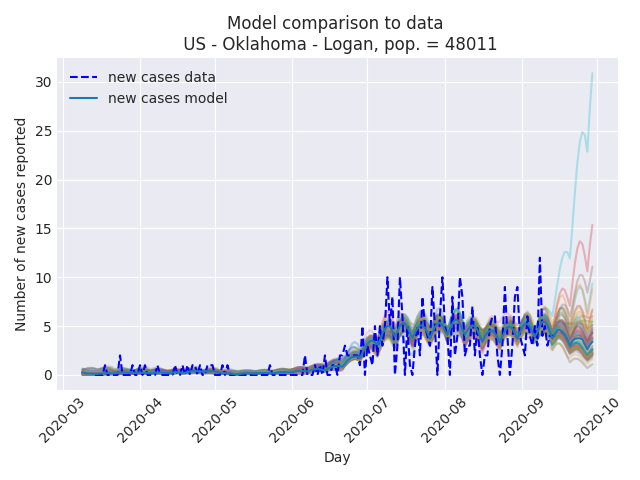 Model comparison to data
US - Oklahoma - Logan, pop. = 48011
new cases data
new cases model
Number of new cases reported
30
25
20
15
10
5
0
2020-03
2020-04
2020-05
2020-06
2020-07
2020-08
2020-09
2020-10
Day